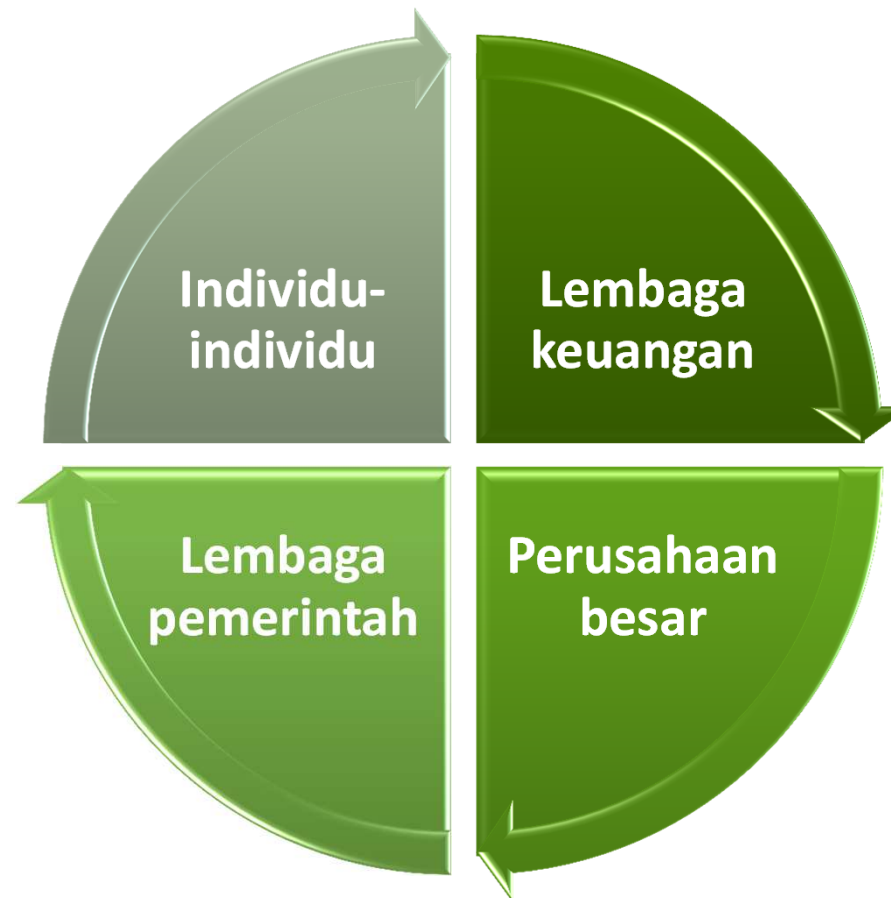 Individu-
individu
Lembaga
keuangan
Lembaga
pemerintah
Perusahaan
besar